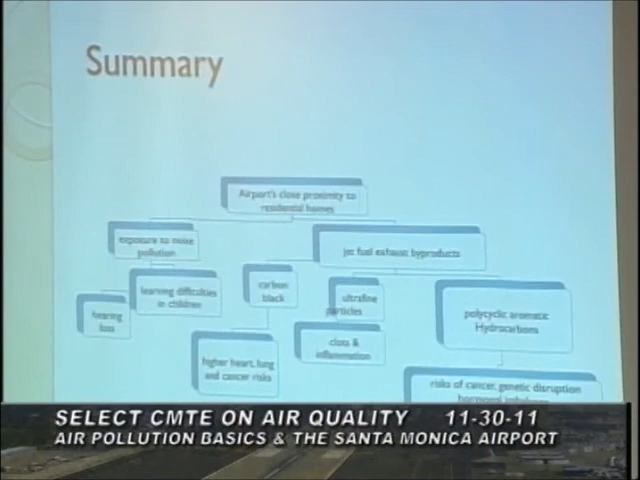 Summary
Airport's close proximity to
residential homes
exposure to noise
pollution
jet fuel exhaust byproducts
learning difficulties
in children
carbon
black
ultrafine
particles
polycyclic aromatic
Hydrocarbons
hearing
loss
clots &
inflammation
higher heart, lung
and cancer risks
risks of cancer, genetic disruption
hormonal imbalance
SELECT CMTE ON AIR QUALITY 11-30-11
AIR POLLUTION BASICS & THE SANTA MONICA AIRPORT